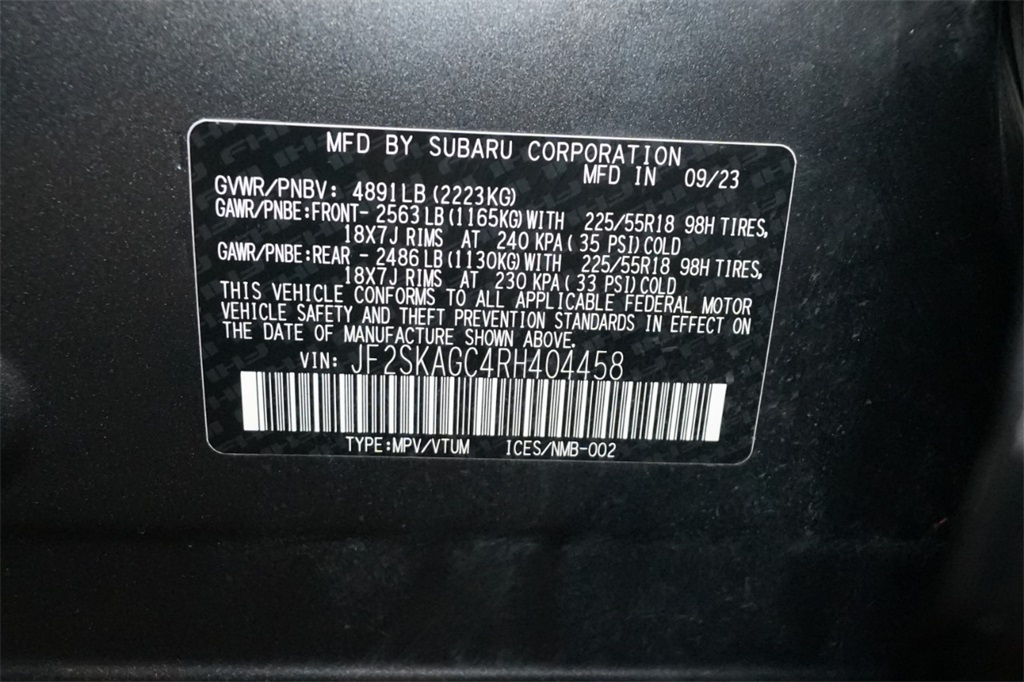 MFD BY SUBARU CORPORATION
MFD IN 09/23
GVWR/PNBV: 4891LB(2223KG)
GAWR/PNBE:FRONT- 2563LB(1165KG)WITH 225/55R18 98H TIRES,
18X7J RIMS AT 240 KPA( 35 PSI)COLD
GAWR/PNBE:REAR - 2486LB(1130KG)WITH 225/55R18 98H TIRES,
18X7J RIMS AT 230 KPA( 33 PSI)COLD
THIS VEHICLE CONFORMS TO ALL APPLICABLE FEDERAL MOTOR
VEHICLE SAFETY AND THEFT PREVENTION STANDARDS IN EFFECT ON
THE DATE OF MANUFACTURE SHOWN ABOVE.
VIN: JF2SKAGC4RH404458
TYPE:MPV/VTUM ICES/NMB-002